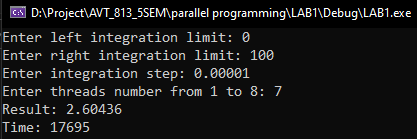 D:\Project\AVT_813_5SEM\parallel programming\LAB1\Debug\LAB1.exe
Enter left integration limit: 0
Enter right integration limit: 100
Enter integration step: 0.00001
Enter threads number from 1 to 8: 7
Result: 2.60436
Time: 17695